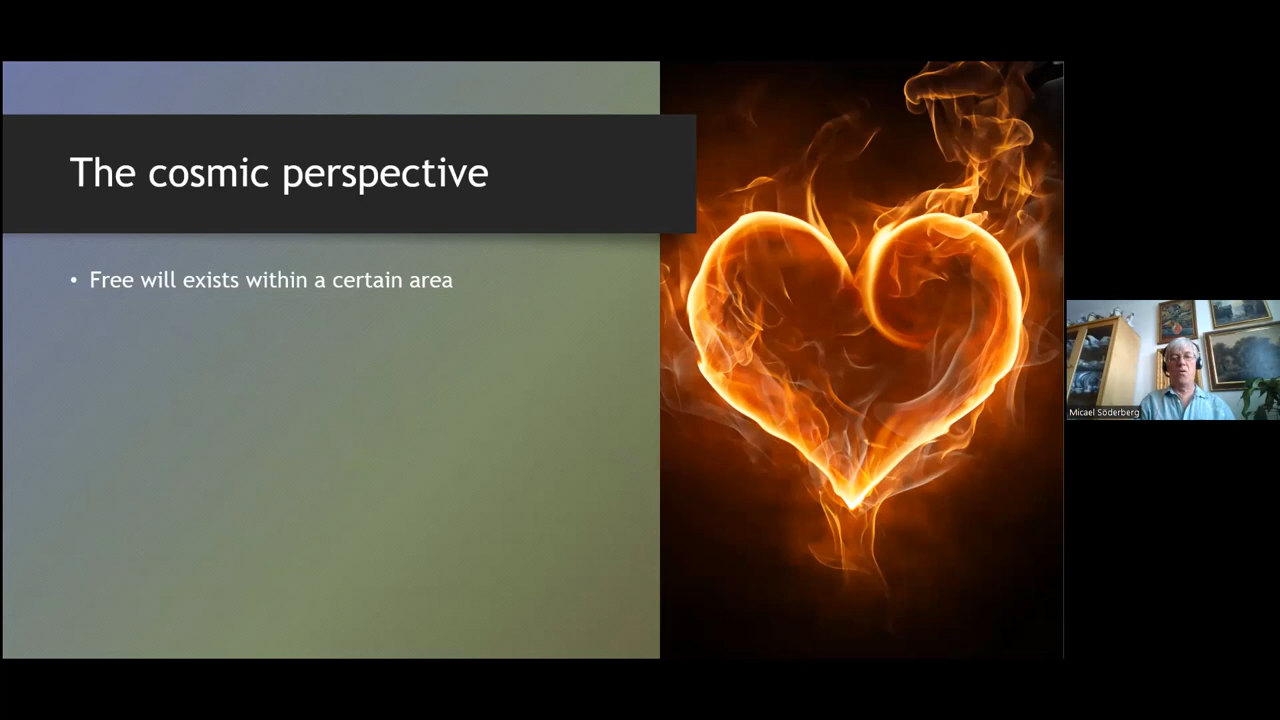 The cosmic perspective
• Free will exists within a certain area
Micael Söderberg